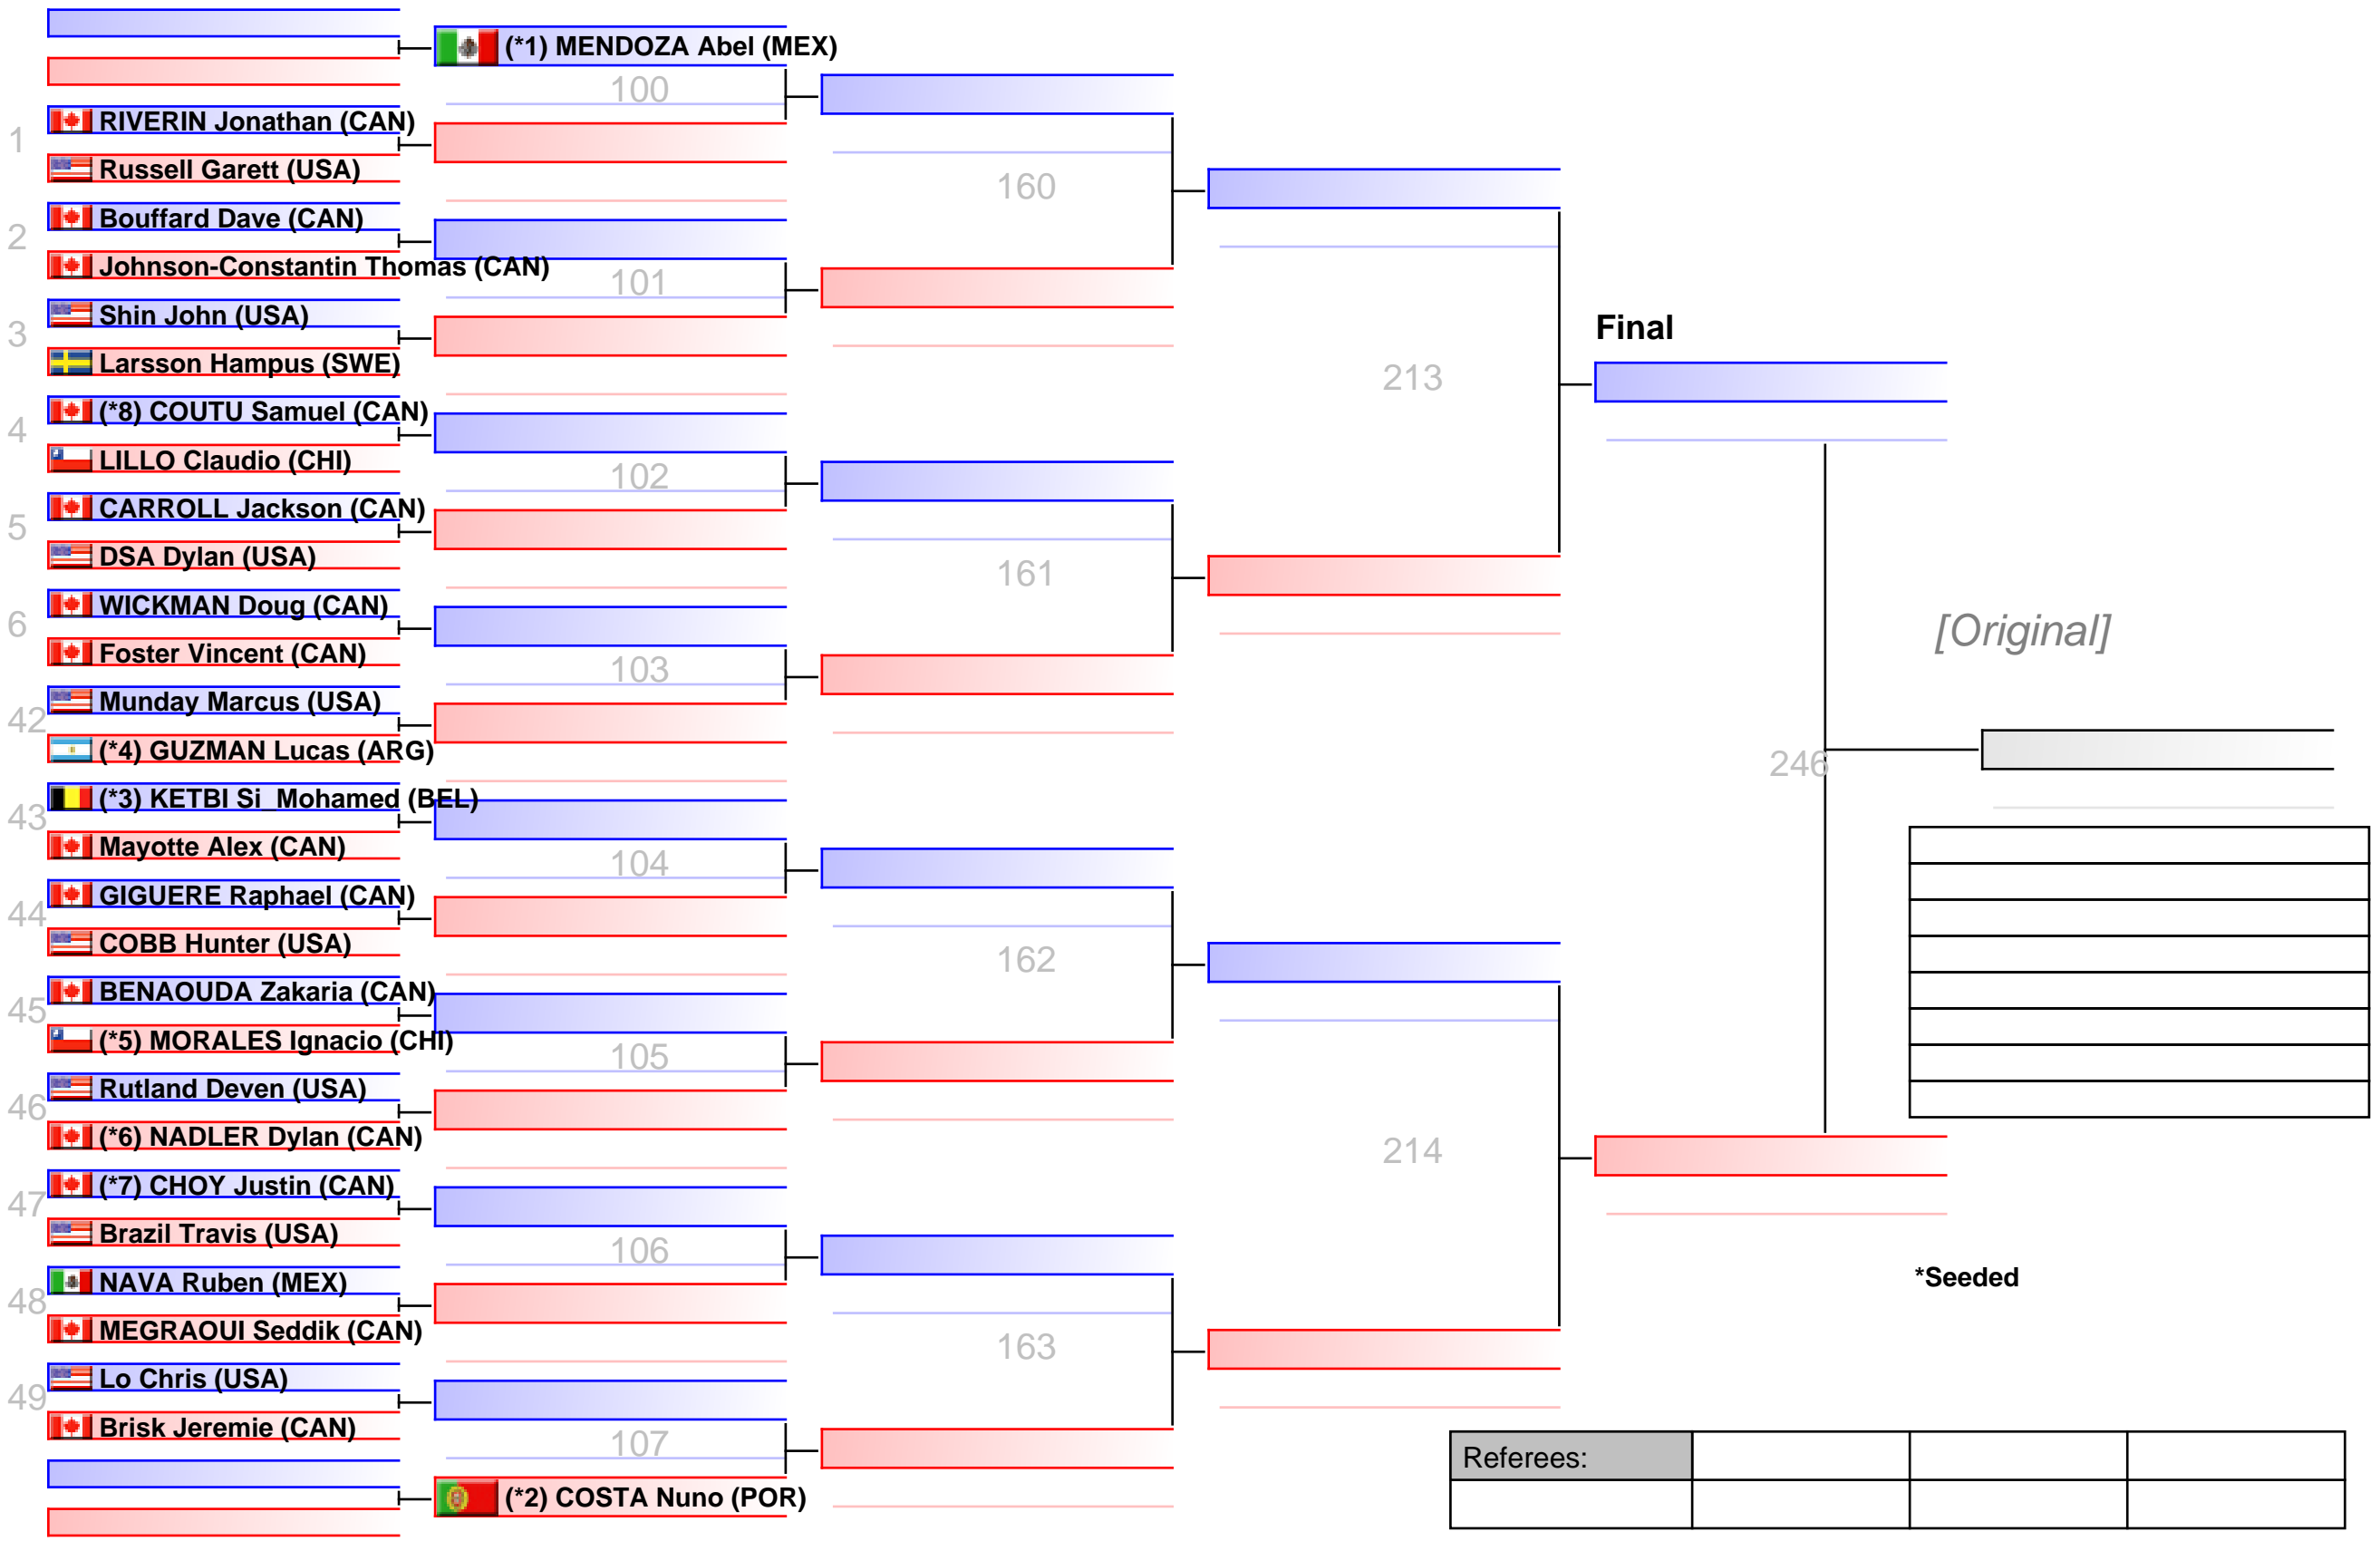 (*1) MENDOZA Abel (MEX)
100
1
RIVERIN Jonathan (CAN)
Russell Garett (USA)
160
2
Bouffard Dave (CAN)
Johnson-Constantin Thomas (CAN)
101
3
Shin John (USA)
Larsson Hampus (SWE)
Final
213
4
(*8) COUTU Samuel (CAN)
LILLO Claudio (CHI)
102
5
CARROLL Jackson (CAN)
DSA Dylan (USA)
161
6
WICKMAN Doug (CAN)
Foster Vincent (CAN)
[Original]
103
42
Munday Marcus (USA)
(*4) GUZMAN Lucas (ARG)
246
43
(*3) KETBI Si_Mohamed (BEL)
Mayotte Alex (CAN)
104
44
GIGUERE Raphael (CAN)
COBB Hunter (USA)
162
45
BENAOUDA Zakaria (CAN)
(*5) MORALES Ignacio (CHI)
105
46
Rutland Deven (USA)
(*6) NADLER Dylan (CAN)
214
47
(*7) CHOY Justin (CAN)
Brazil Travis (USA)
106
48
NAVA Ruben (MEX)
MEGRAOUI Seddik (CAN)
*Seeded
163
49
Lo Chris (USA)
Brisk Jeremie (CAN)
107
(*2) COSTA Nuno (POR)
Referees: